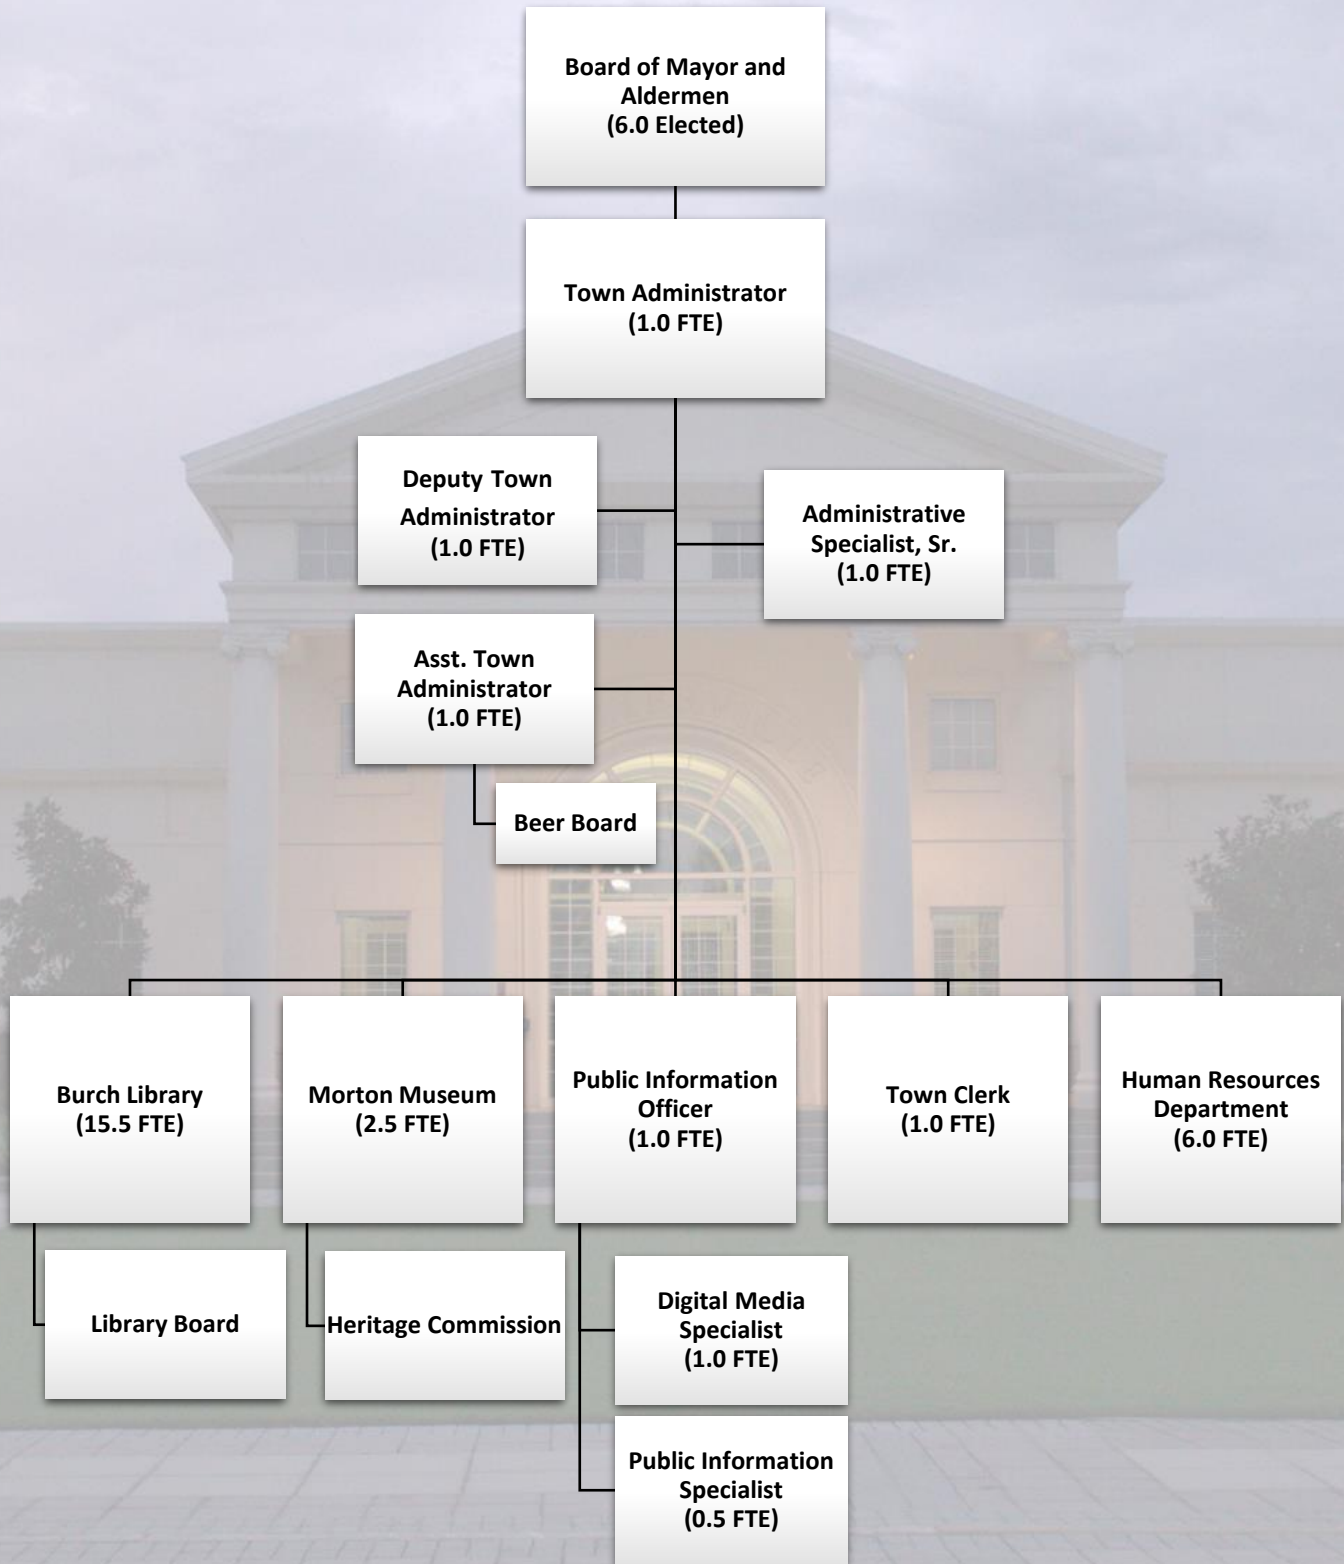 Board of Mayor and
Aldermen
(6.0 Elected)
Town Administrator
(1.0 FTE)
Deputy Town
Administrator
(1.0 FTE)
Administrative
Specialist, Sr.
(1.0 FTE)
Asst. Town
Administrator
(1.0 FTE)
Beer Board
Burch Library
(15.5 FTE)
Morton Museum
(2.5 FTE)
Public Information
Officer
(1.0 FTE)
Town Clerk
(1.0 FTE)
Human Resources
Department
(6.0 FTE)
Library Board
Heritage Commission
Digital Media
Specialist
(1.0 FTE)
Public Information
Specialist
(0.5 FTE)